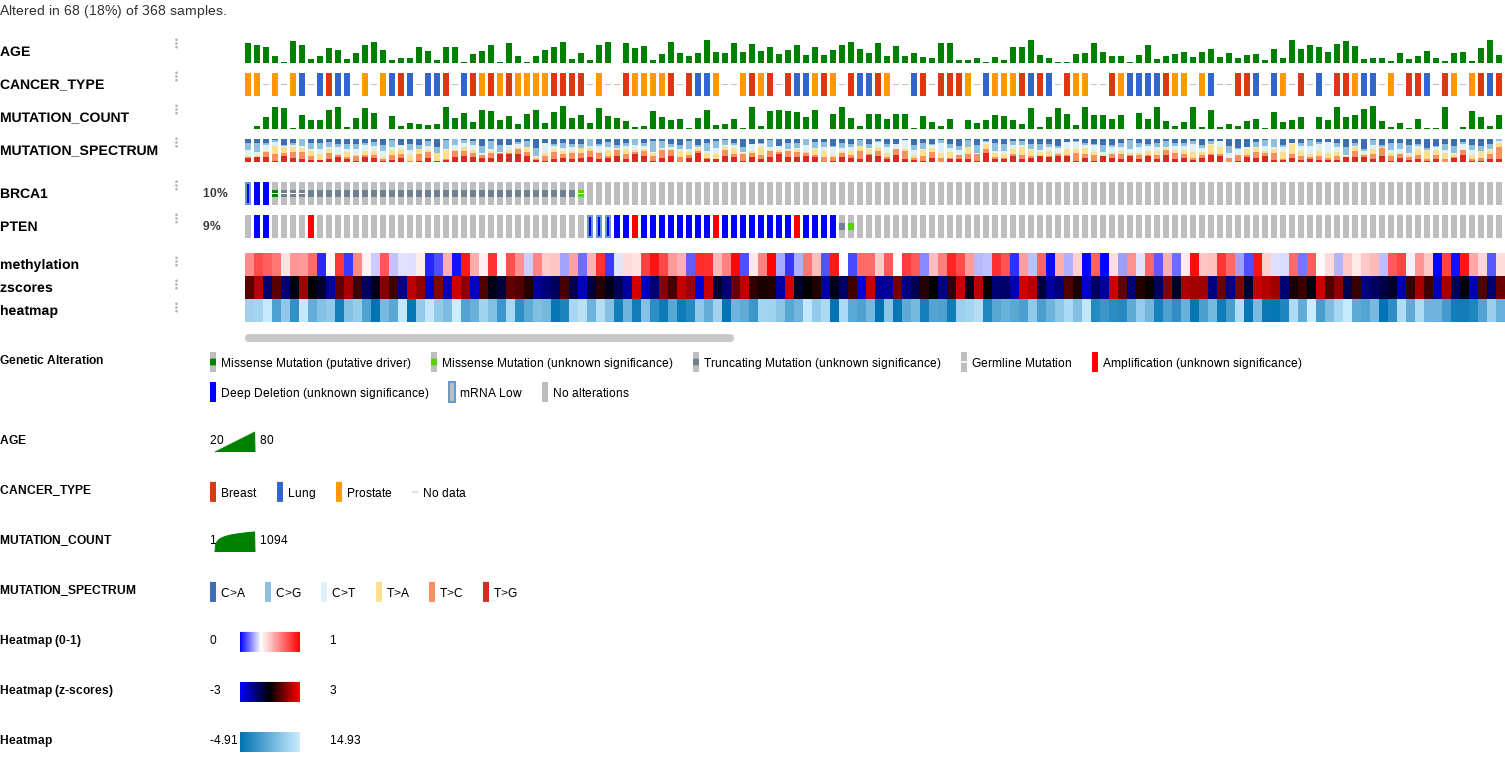 Altered in 68 (18%) of 368 samples.
AGE
CANCER_TYPE
MUTATION_COUNT
MUTATION_SPECTRUM
BRCA1 10%
PTEN 9%
methylation
zscores
heatmap
Genetic Alteration Missense Mutation (putative driver) Missense Mutation (unknown significance) Truncating Mutation (unknown significance) Germline Mutation Amplification (unknown significance)
Deep Deletion (unknown significance) mRNA Low No alterations
AGE 20 80
CANCER_TYPE Breast Lung Prostate No data
MUTATION_COUNT 1 1094
MUTATION_SPECTRUM C>A C>G C>T T>A T>C T>G
Heatmap (0-1) 0 1
Heatmap (z-scores) -3 3
Heatmap -4.91 14.93